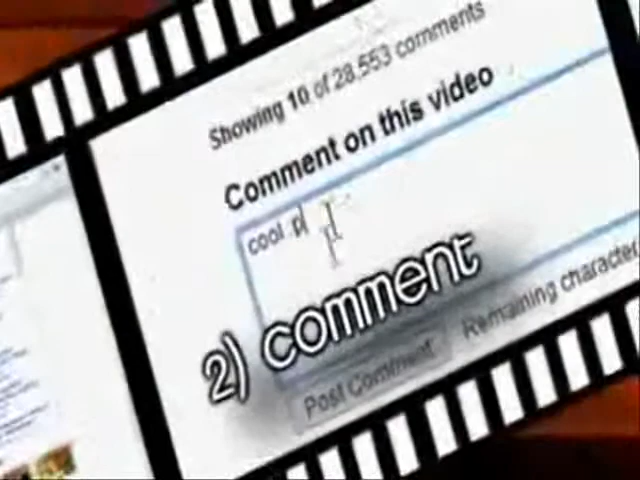 Showing 10 of 28,553 comments
Comment on this video
cool p
2) comment
Post Comment
Remaining character